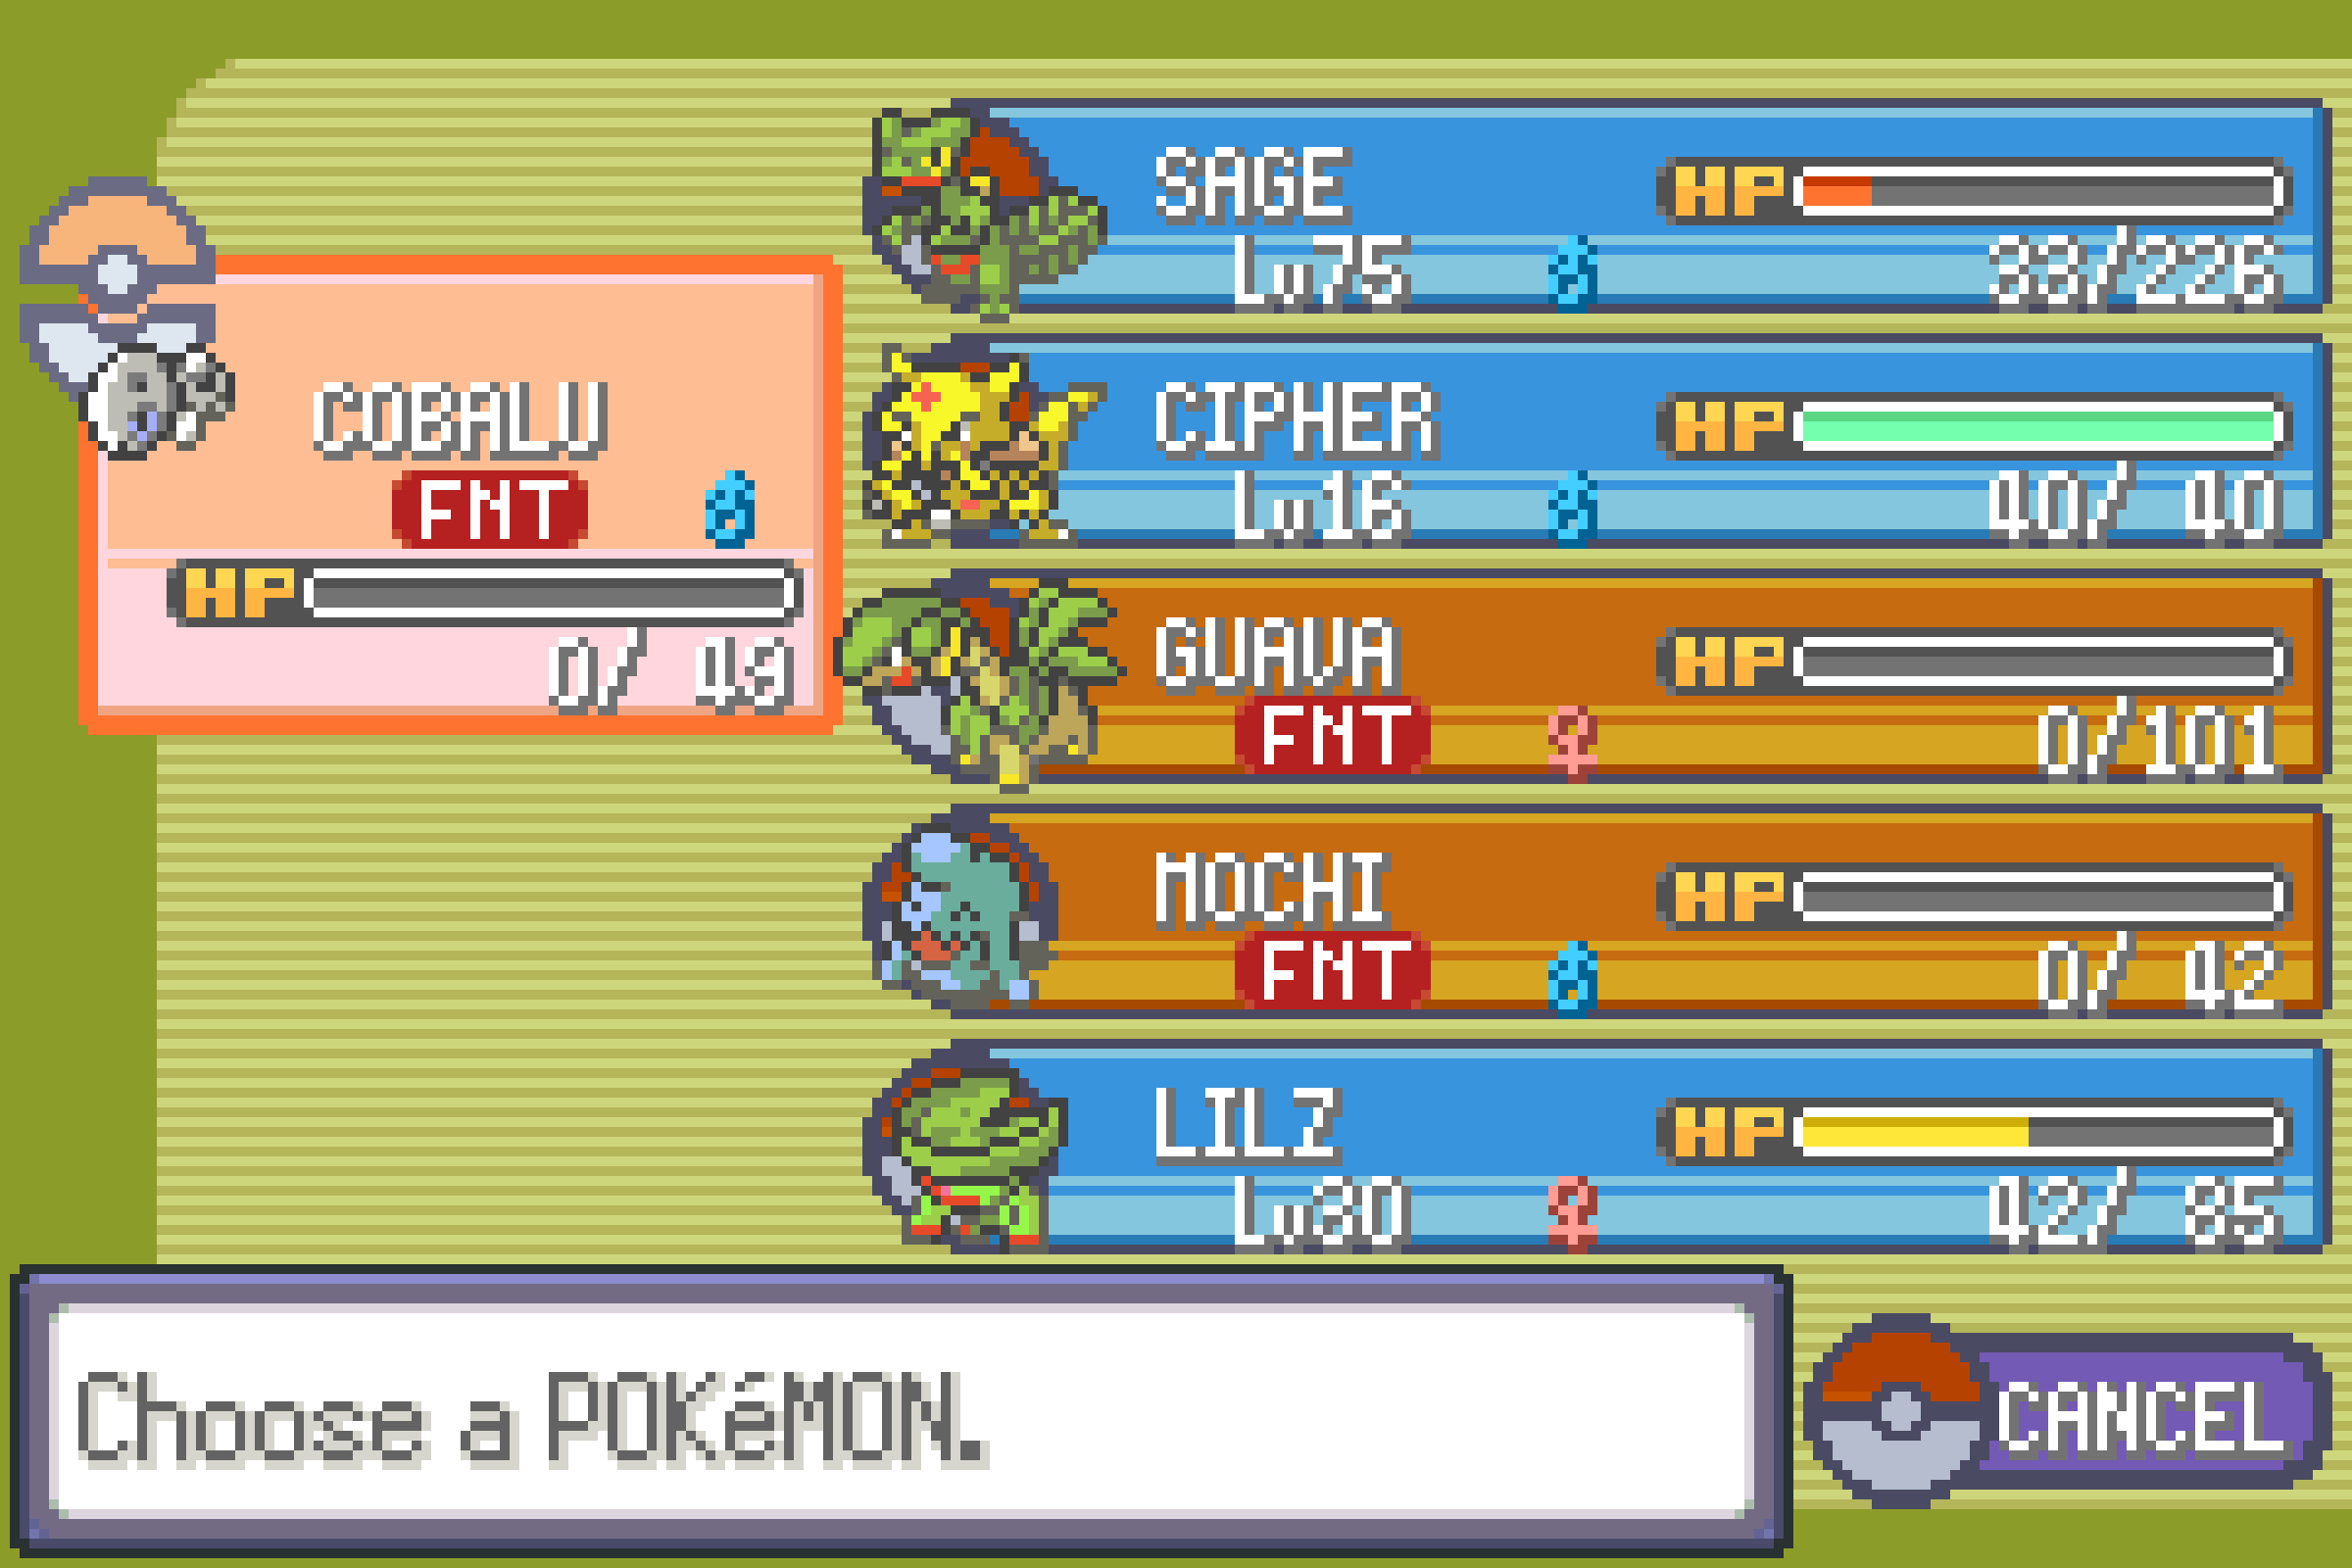 COBALU
FNT ♂
HP
0/ 49
SAGE
HP
Lv75 ♂ 33/226
CIPHER
HP
Lv16 ♂ 40/ 40
GUAVA
HP
FNT ♀ 0/101
MOCHI
HP
FNT ♂ 0/ 42
LILZ
HP
Lv30 ♀ 42/ 85
Choose a POKéMON.
CANCEL